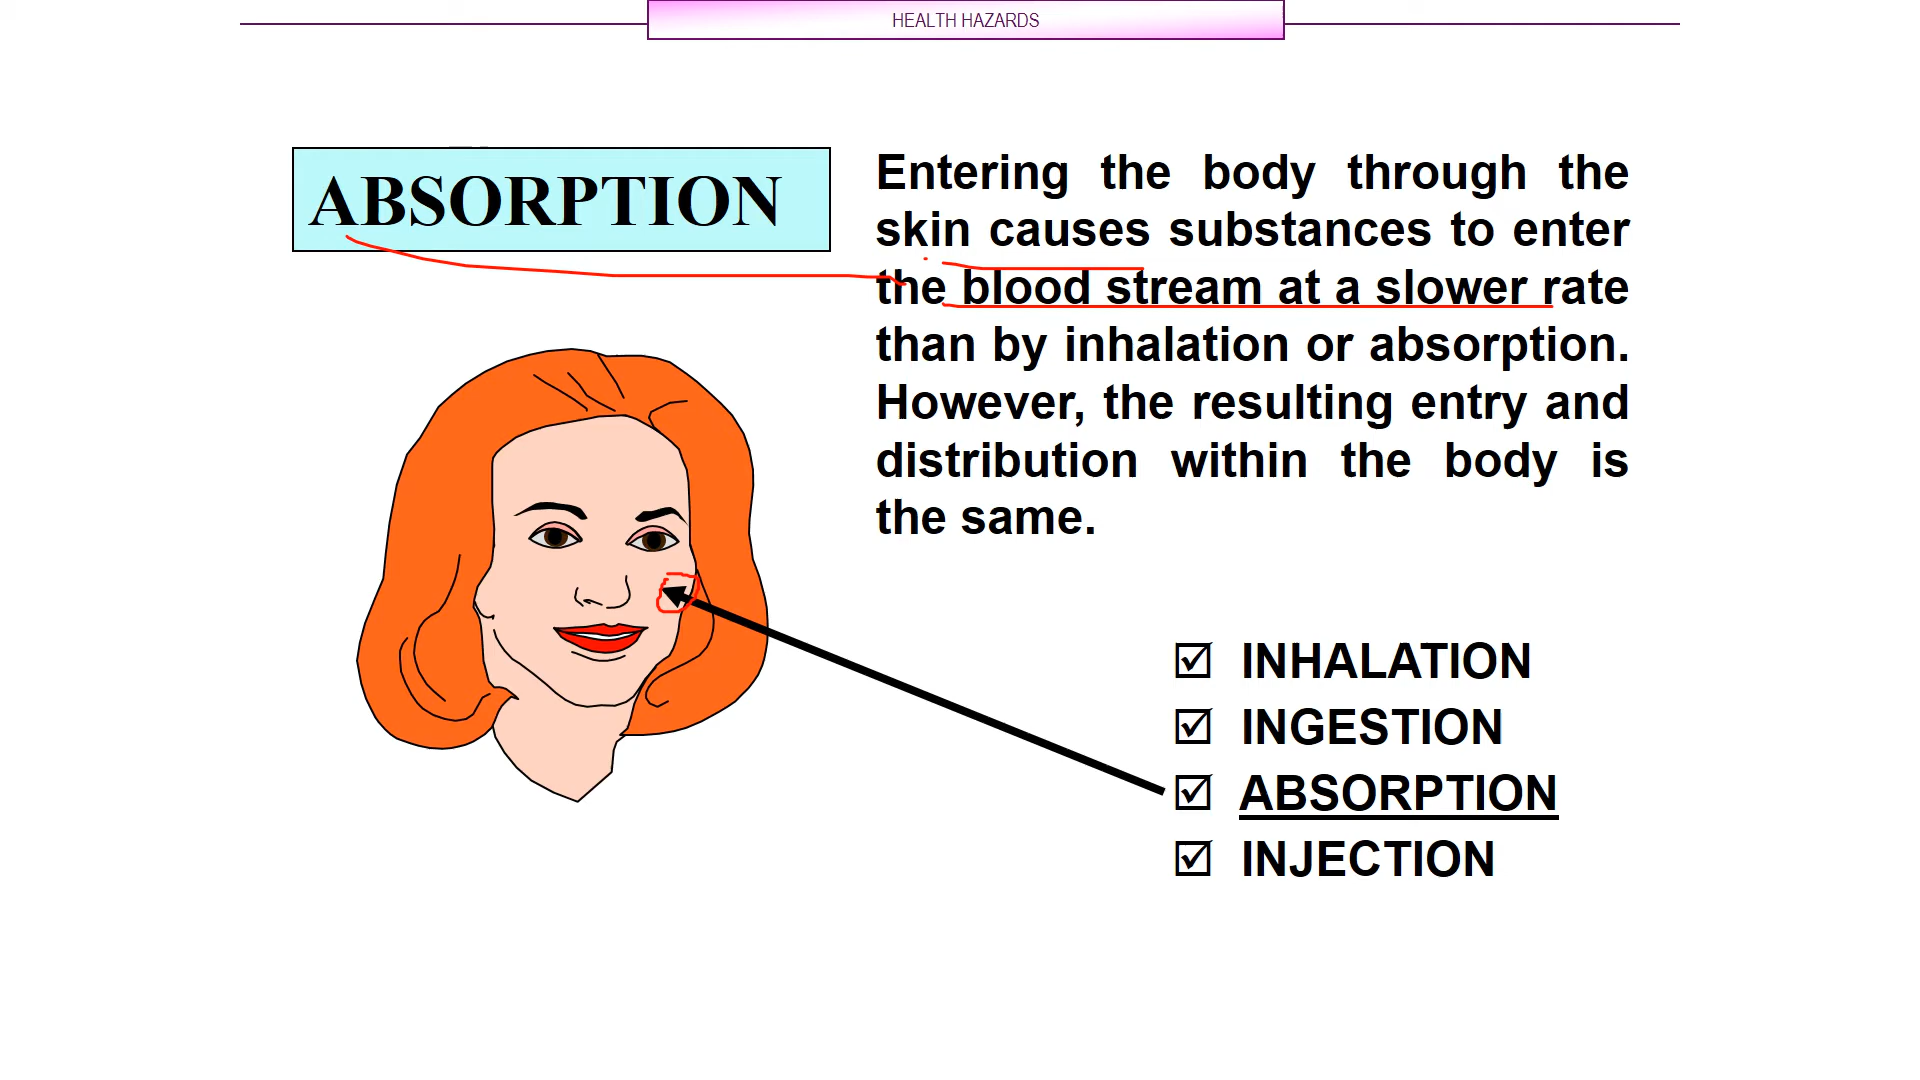 HEALTH HAZARDS
ABSORPTION
Entering the body through the
skin causes substances to enter
the blood stream at a slower rate
than by inhalation or absorption.
However, the resulting entry and
distribution within the body is
the same.
☑ INHALATION
☑ INGESTION
☑ ABSORPTION
☑ INJECTION